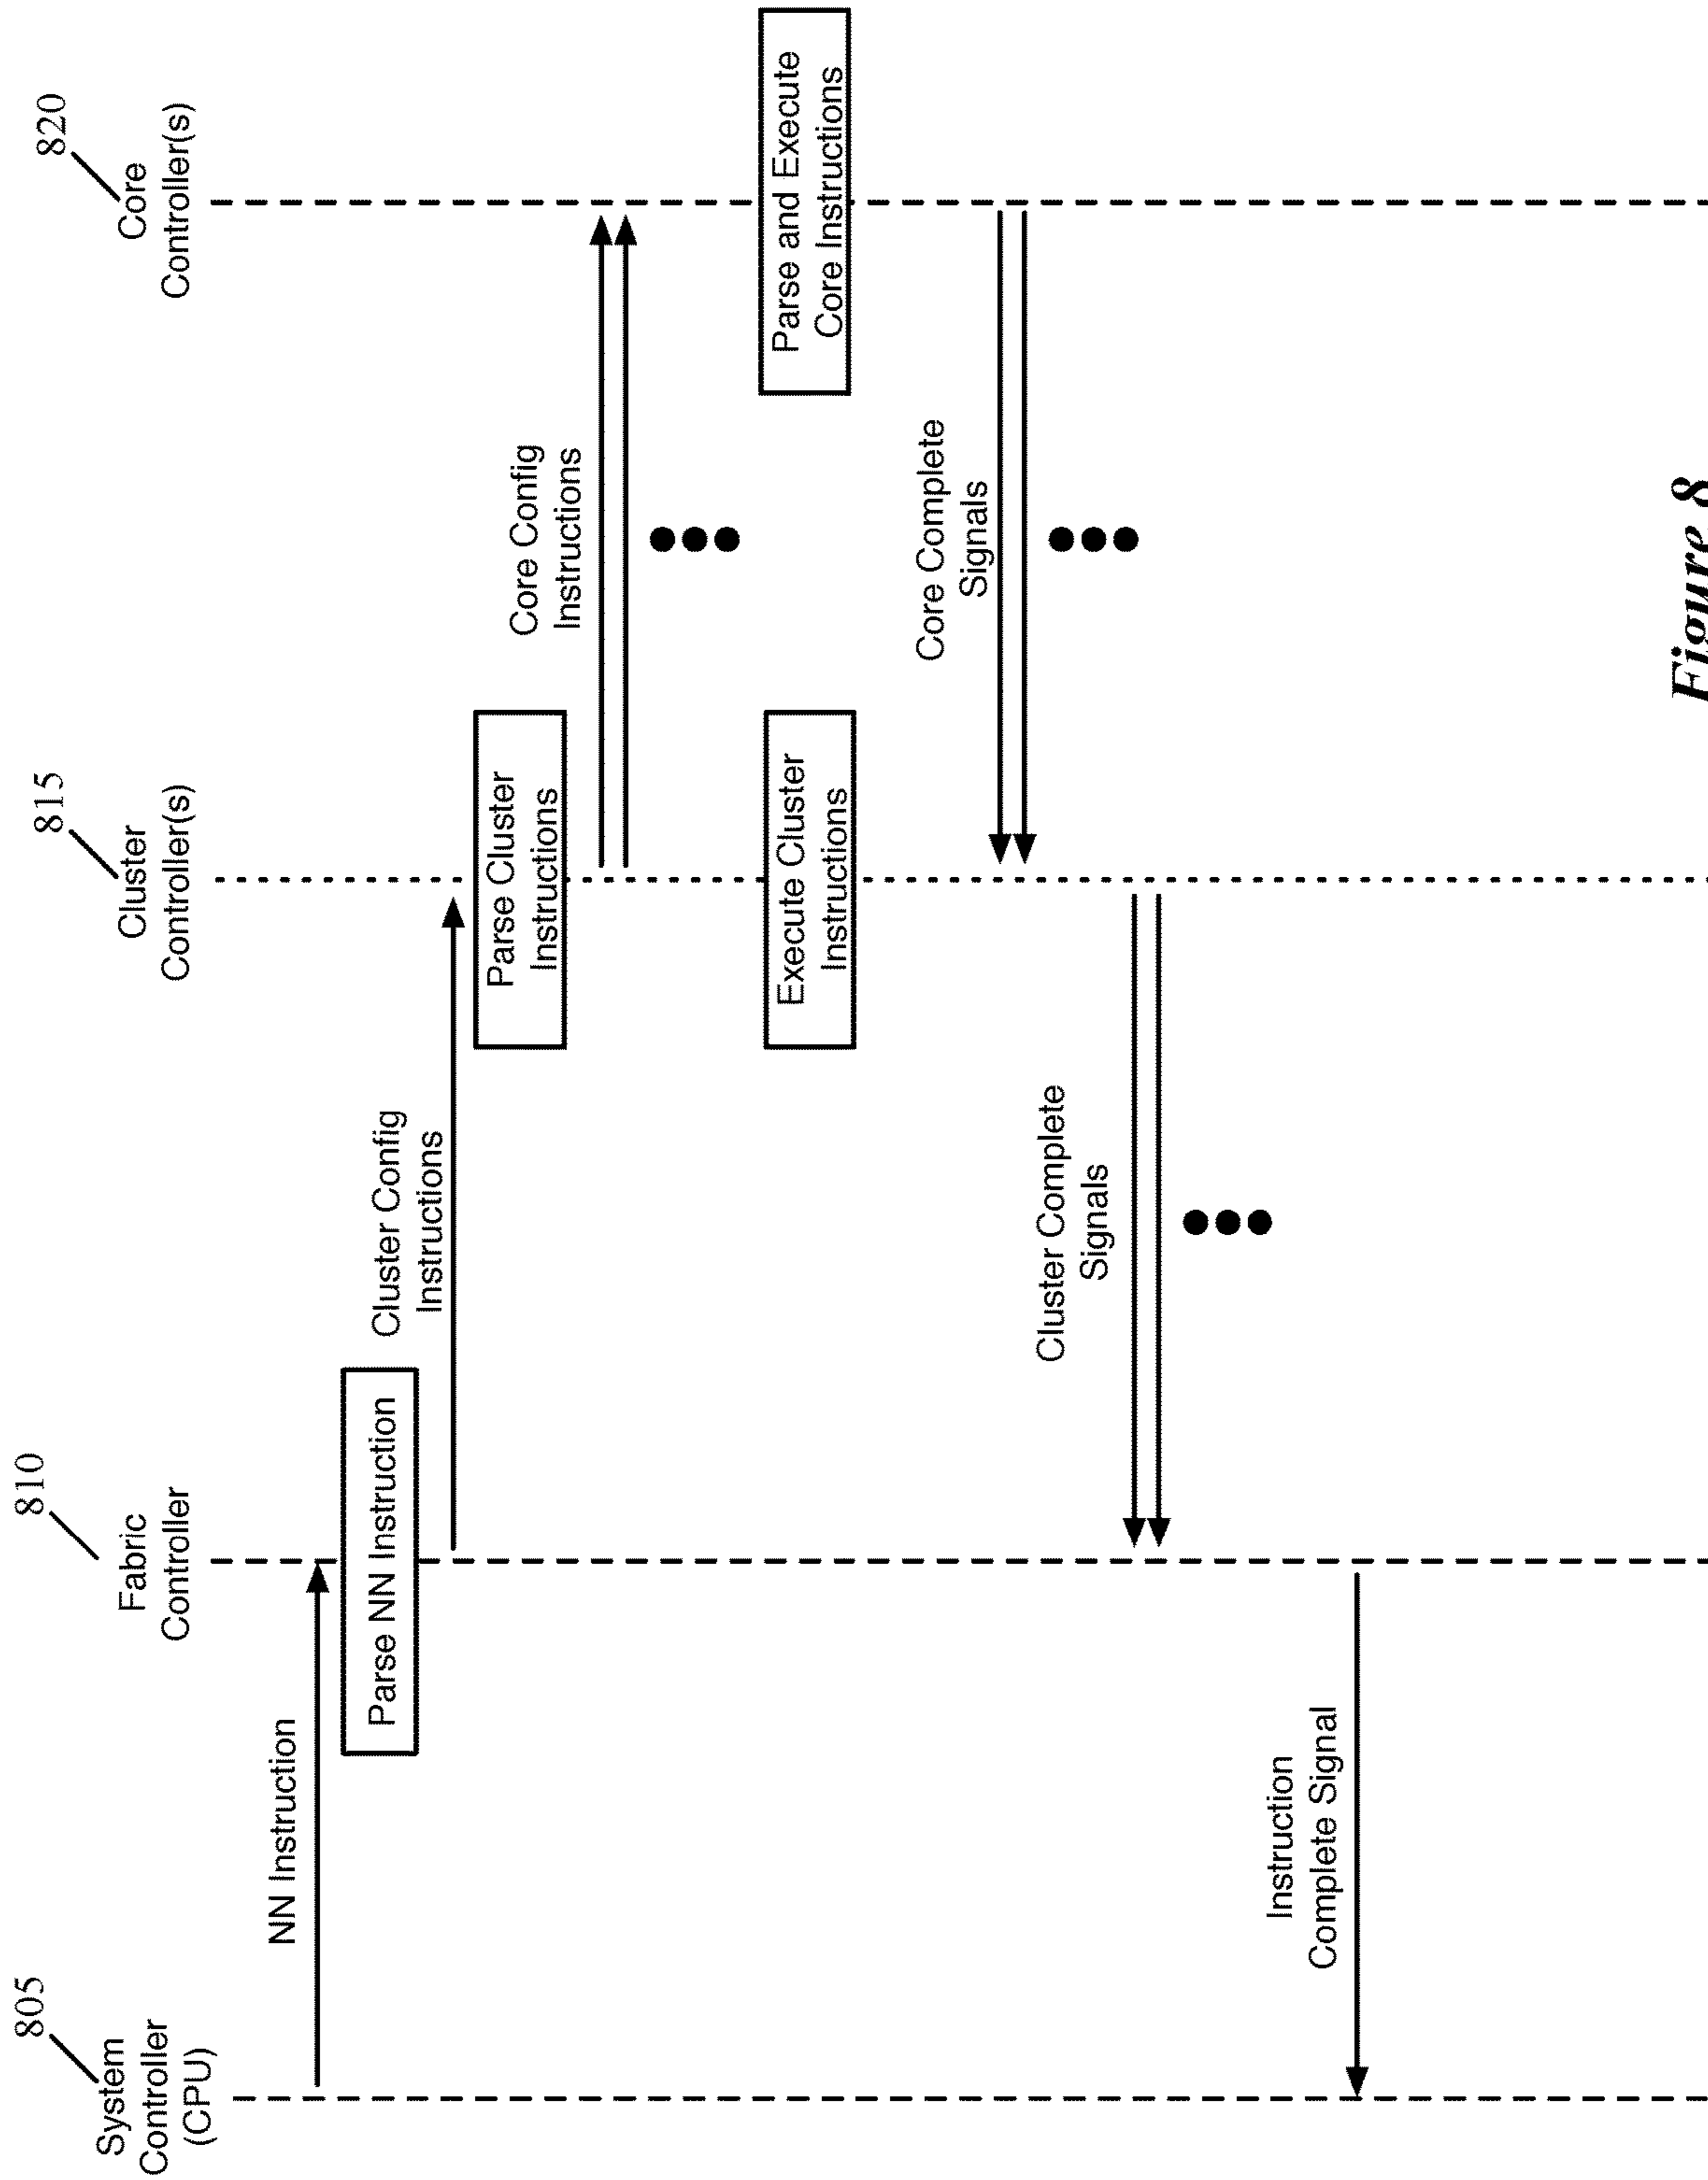 805
System
Controller
(CPU)
810
Fabric
Controller
815
Cluster
Controller(s)
820
Core
Controller(s)
NN Instruction
Parse NN Instruction
Cluster Config
Instructions
Parse Cluster
Instructions
Core Config
Instructions
Execute Cluster
Instructions
Parse and Execute
Core Instructions
Core Complete
Signals
Cluster Complete
Signals
Instruction
Complete Signal
Figure 8